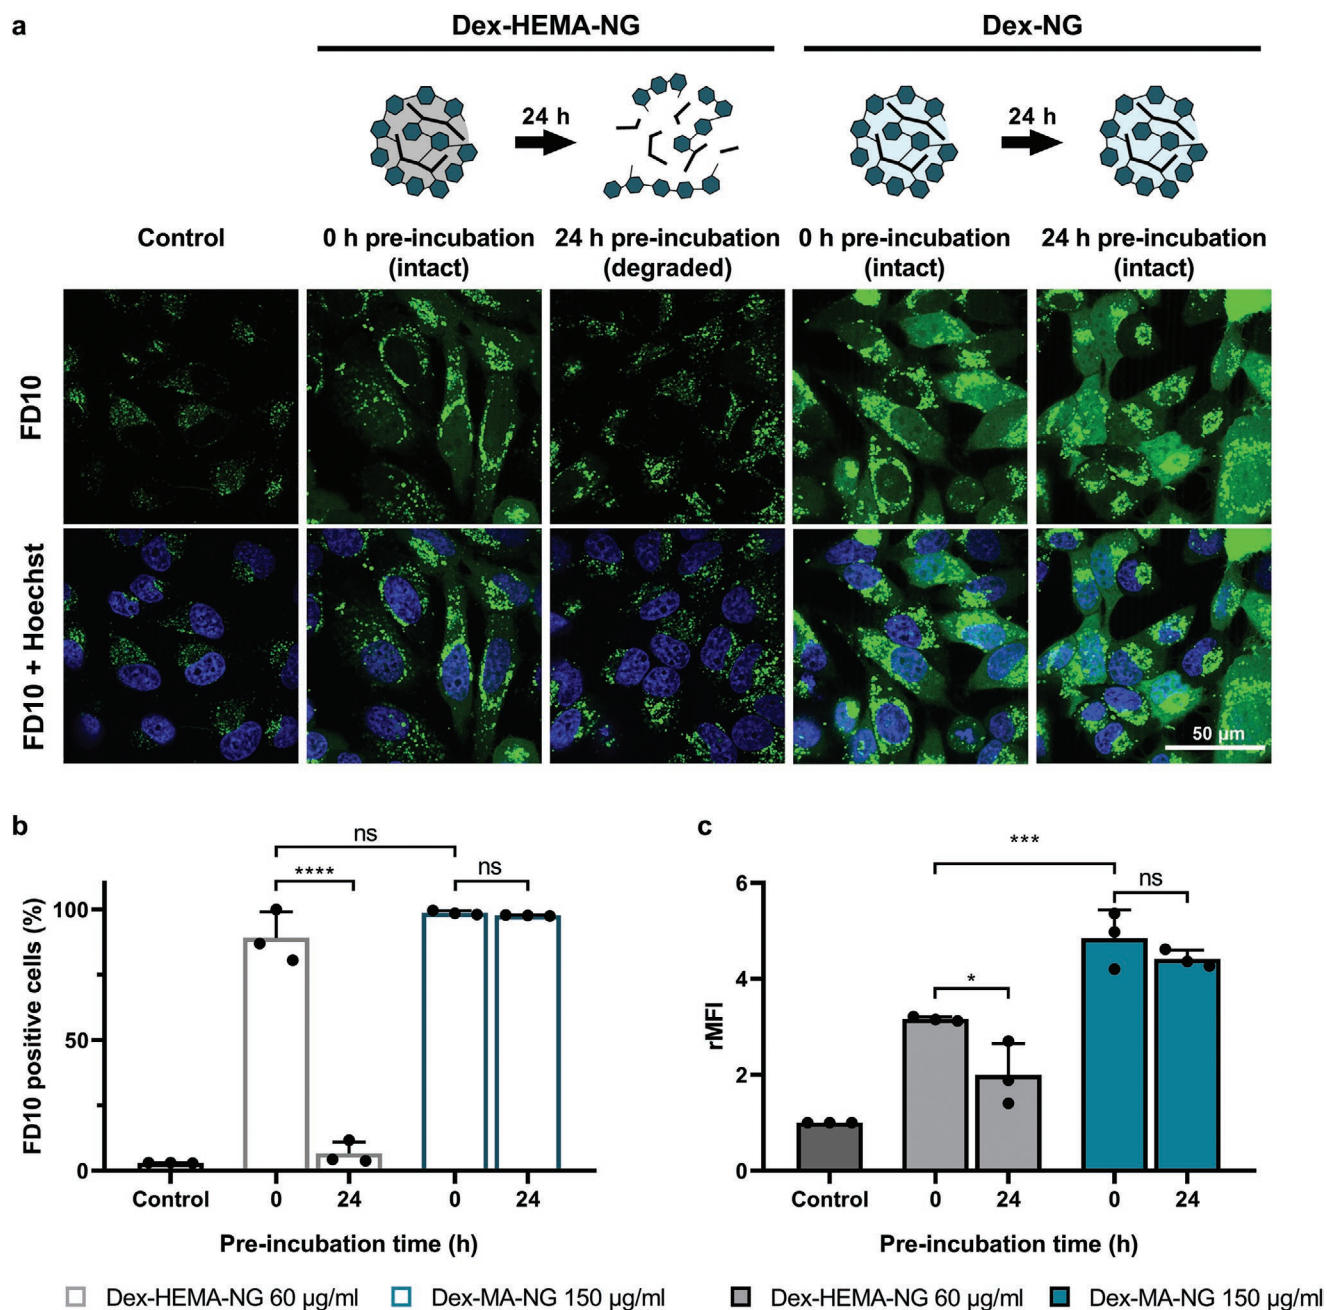 a
Dex-HEMA-NG
Dex-NG
24 h
24 h
Control
0 h pre-incubation
(intact)
24 h pre-incubation
(degraded)
0 h pre-incubation
(intact)
24 h pre-incubation
(intact)
FD10
FD10 + Hoechst
50 µm
b
ns
****
ns
FD10 positive cells (%)
100
50
0
Control
0
24
0
24
Pre-incubation time (h)
Dex-HEMA-NG 60 µg/ml
Dex-MA-NG 150 µg/ml
c
***
ns
*
rMFI
6
4
2
0
Control
0
24
0
24
Pre-incubation time (h)
Dex-HEMA-NG 60 µg/ml
Dex-MA-NG 150 µg/ml